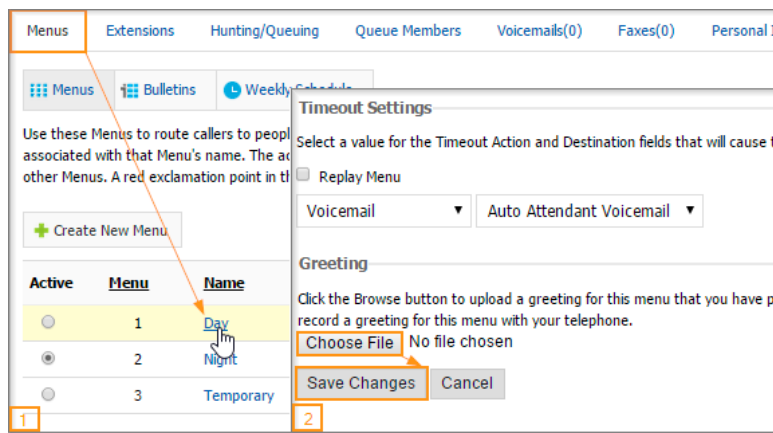 Menus Extensions Hunting/Queuing Queue Members Voicemails(0) Faxes(0) Personal
Menus Bulletins Weekly Schedule
Use these Menus to route callers to peopl
associated with that Menu's name. The ac
other Menus. A red exclamation point in th
Create New Menu
Active Menu Name
1 Day
2 Night
3 Temporary
1
Timeout Settings
Select a value for the Timeout Action and Destination fields that will cause t
Replay Menu
Voicemail Auto Attendant Voicemail
Greeting
Click the Browse button to upload a greeting for this menu that you have p
record a greeting for this menu with your telephone.
Choose File No file chosen
Save Changes Cancel
2